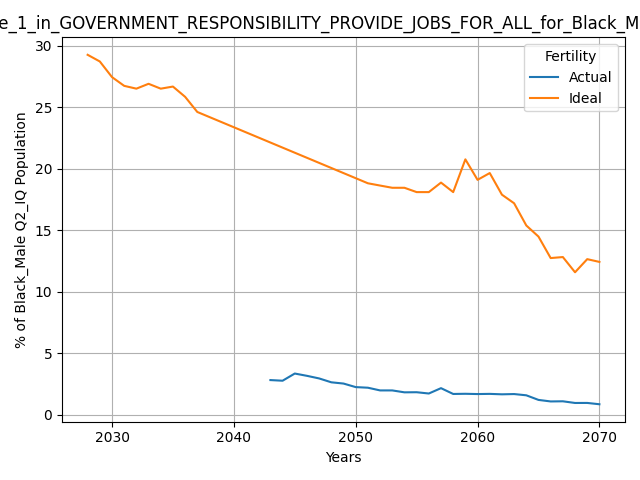 e_1_in_GOVERNMENT_RESPONSIBILITY_PROVIDE_JOBS_FOR_ALL_for_Black_M
Fertility
Actual
Ideal
% of Black_Male Q2_IQ Population
30
25
20
15
10
5
0
2030 2040 2050 2060 2070
Years